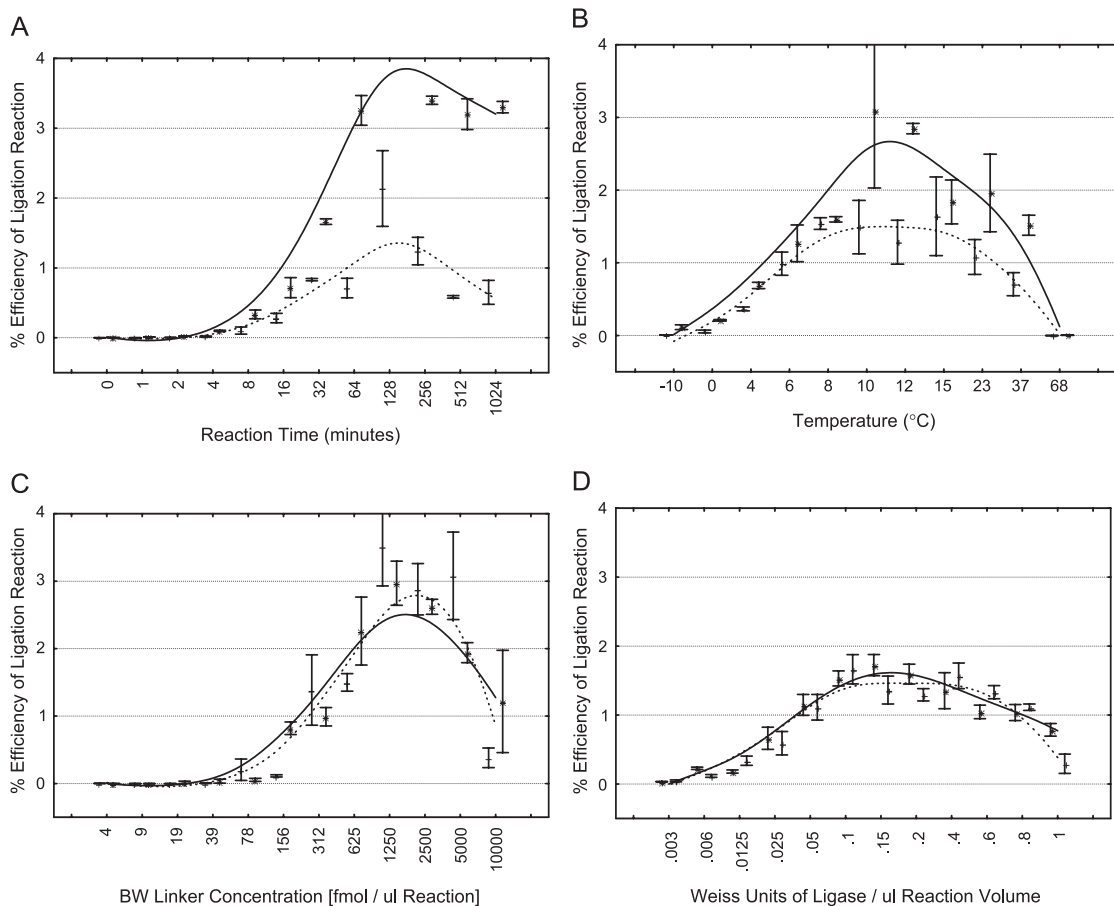 A
% Efficiency of Ligation Reaction
4
3
2
1
0
0 1 2 4 8 16 32 64 128 256 512 1024
Reaction Time (minutes)
B
% Efficiency of Ligation Reaction
4
3
2
1
0
-10 0 4 6 8 10 12 15 23 37 68
Temperature (°C)
C
% Efficiency of Ligation Reaction
4
3
2
1
0
4 9 19 39 78 156 312 625 1250 2500 5000 10000
BW Linker Concentration [fmol / ul Reaction]
D
% Efficiency of Ligation Reaction
4
3
2
1
0
.003 .006 .0125 .025 .05 .1 .15 .2 .4 .6 .8 1
Weiss Units of Ligase / ul Reaction Volume